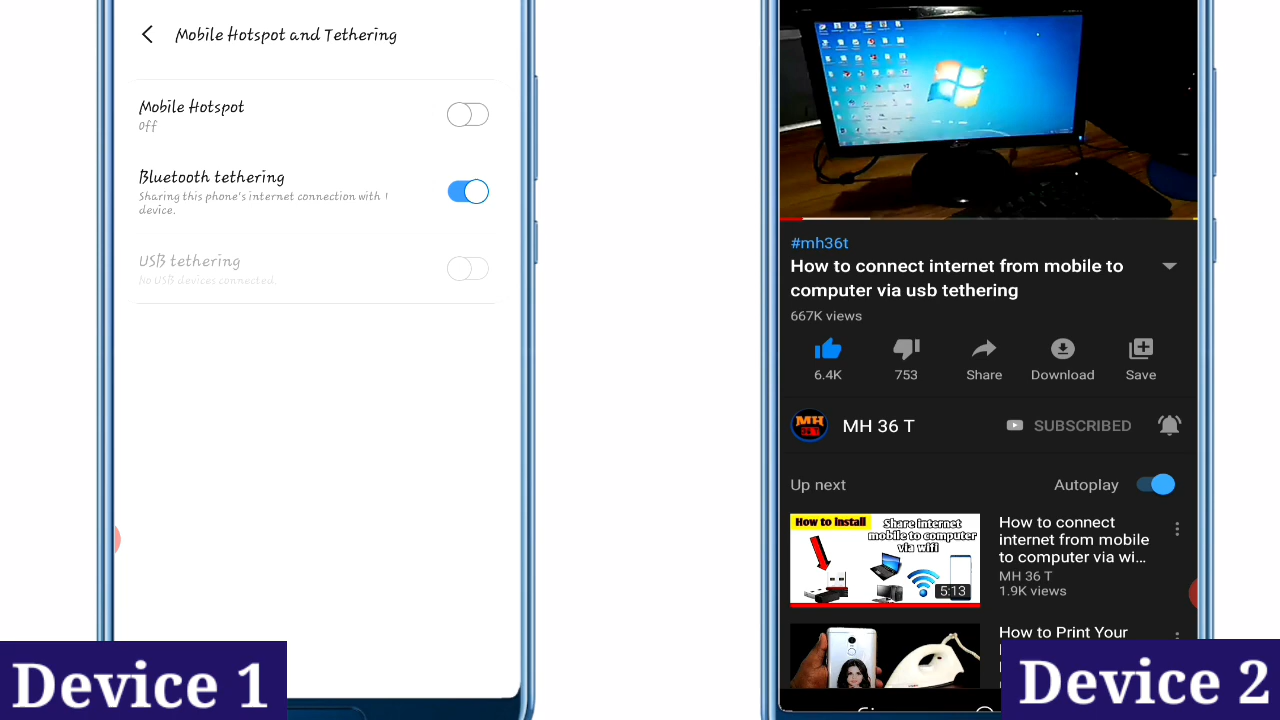 Mobile Hotspot and Tethering
Mobile Hotspot
Off
Bluetooth tethering
Sharing this phone's internet connection with 1
device.
USB tethering
No USB devices connected.
Device 1
#mh36t
How to connect internet from mobile to
computer via usb tethering
667K views
6.4K
753
Share
Download
Save
MH
36 T
MH 36 T
SUBSCRIBED
Up next
Autoplay
How to install
Share internet
mobile to computer
via wifi
5:13
How to connect
internet from mobile
to computer via wi...
MH 36 T
1.9K views
How to Print Your
Device 2